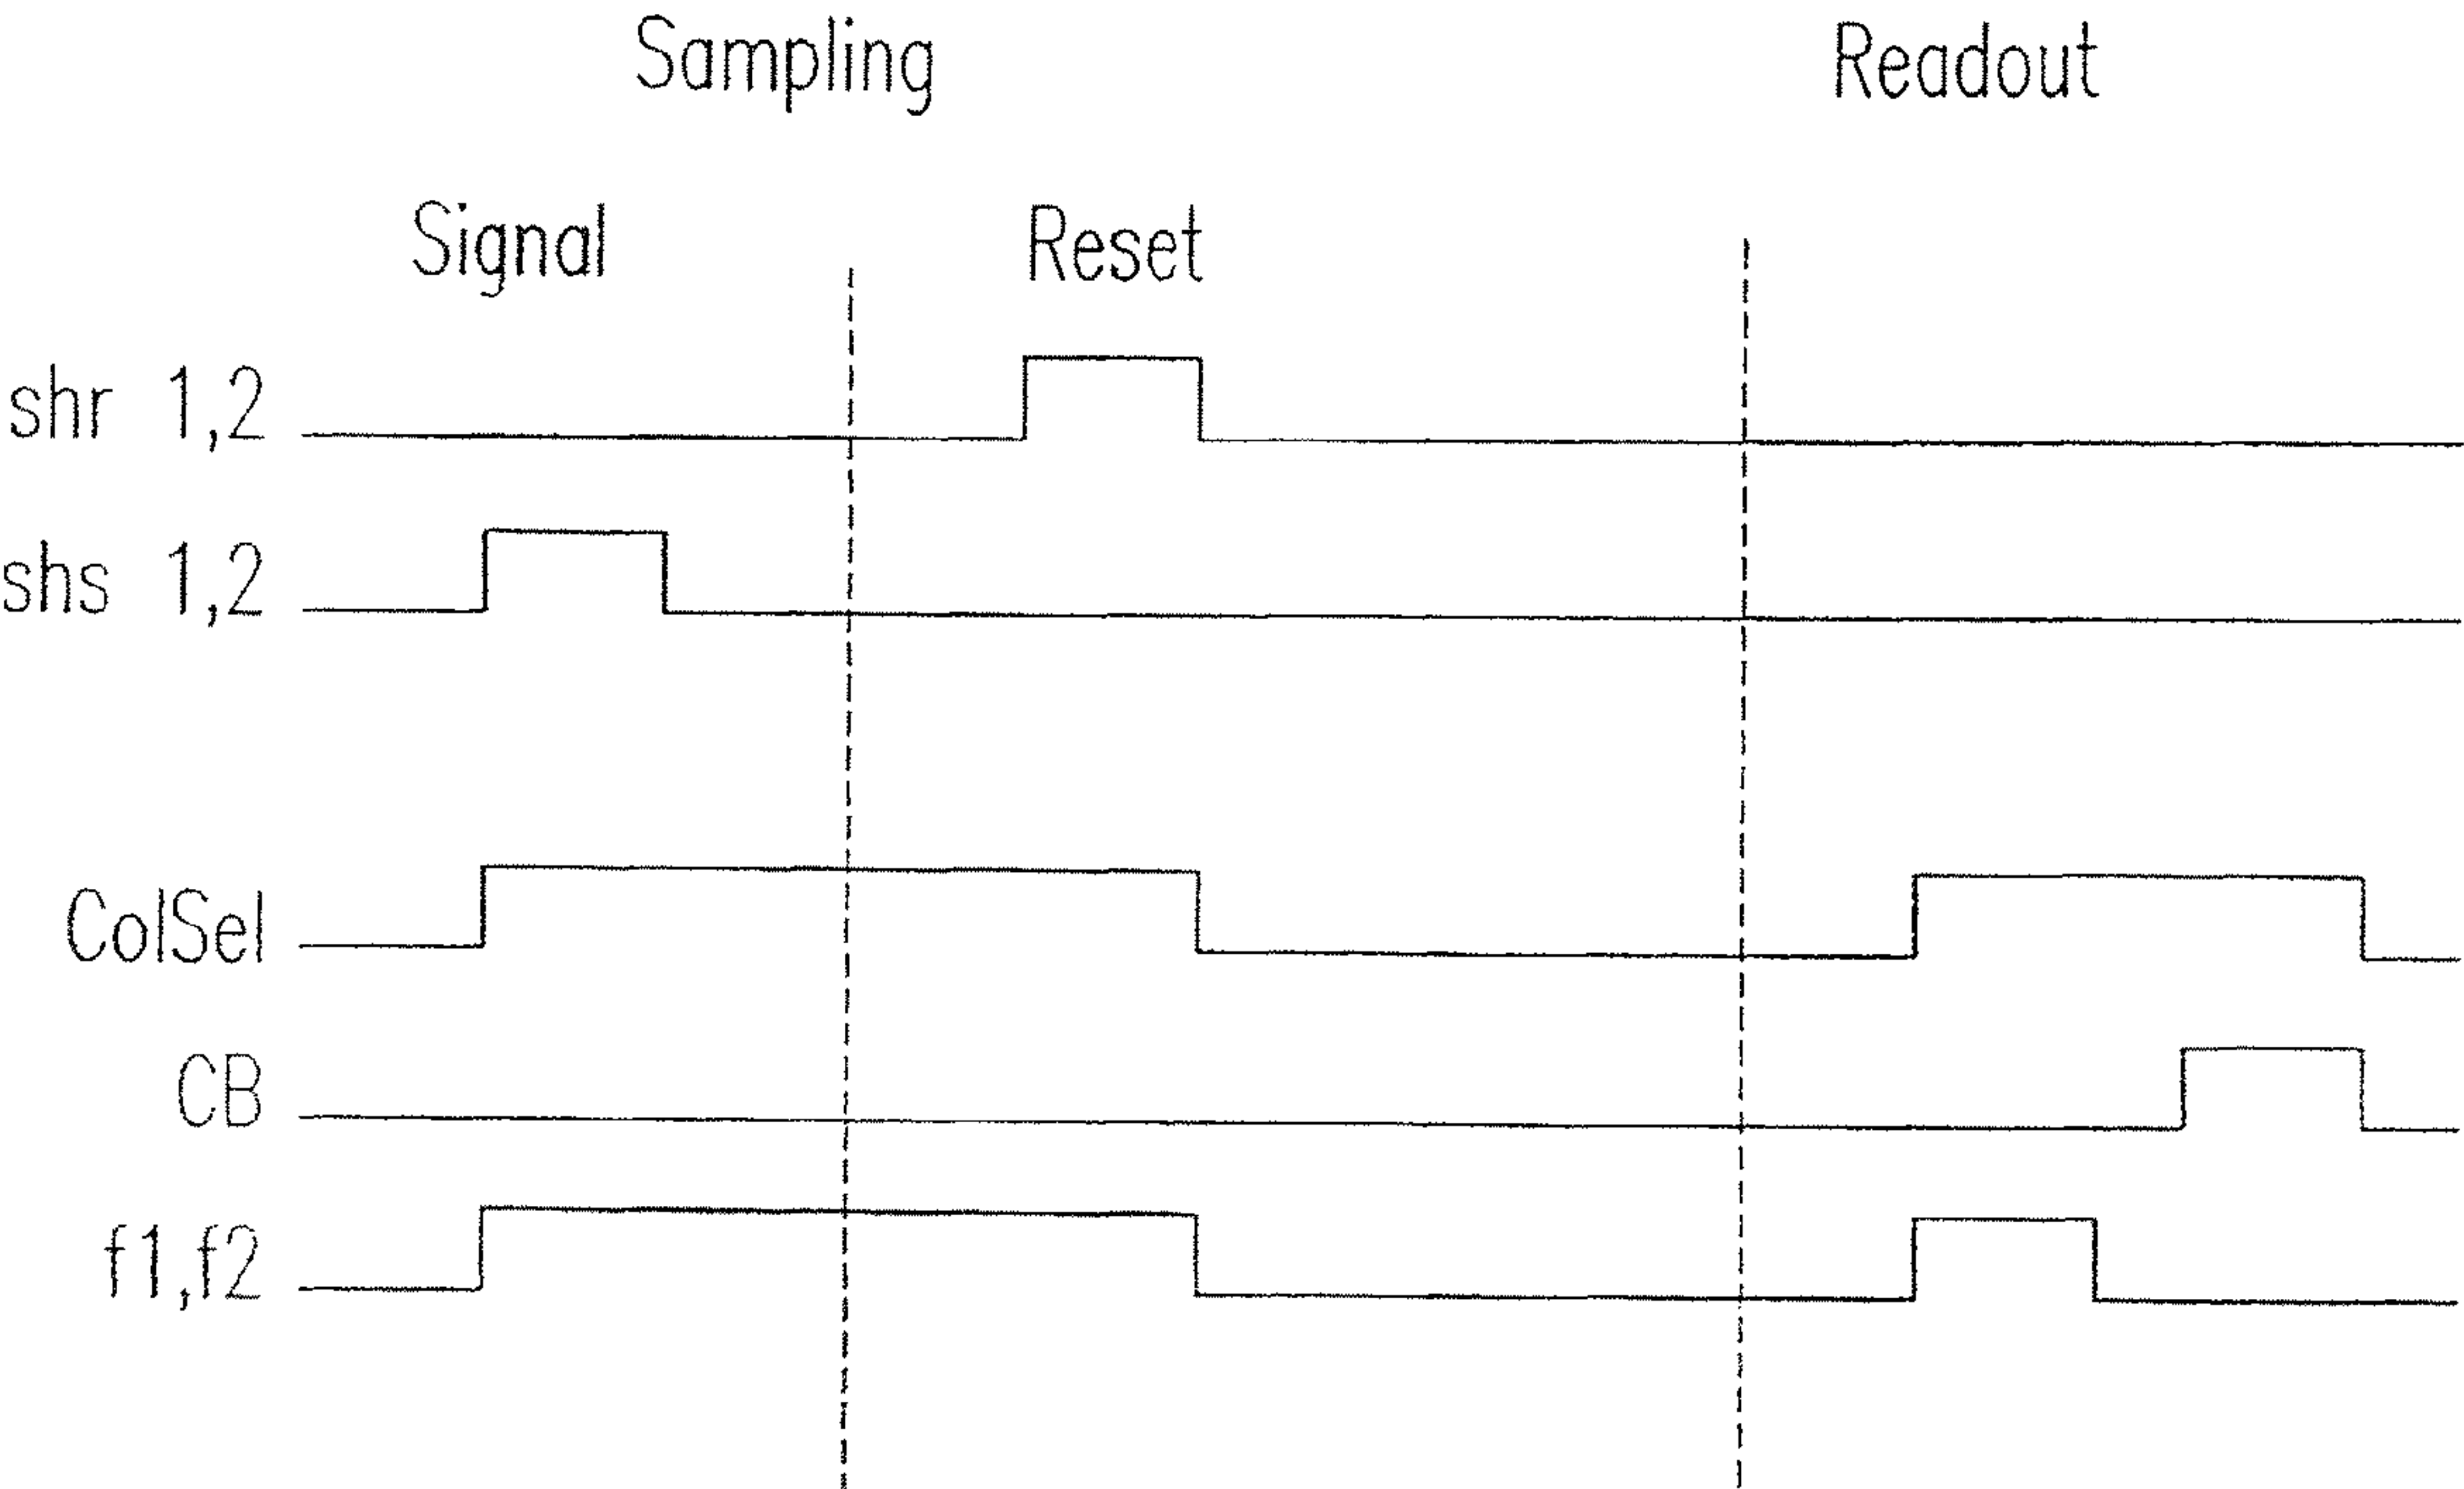 Sampling Readout
Signal Reset
shr 1,2
shs 1,2
ColSel
CB
f1,f2